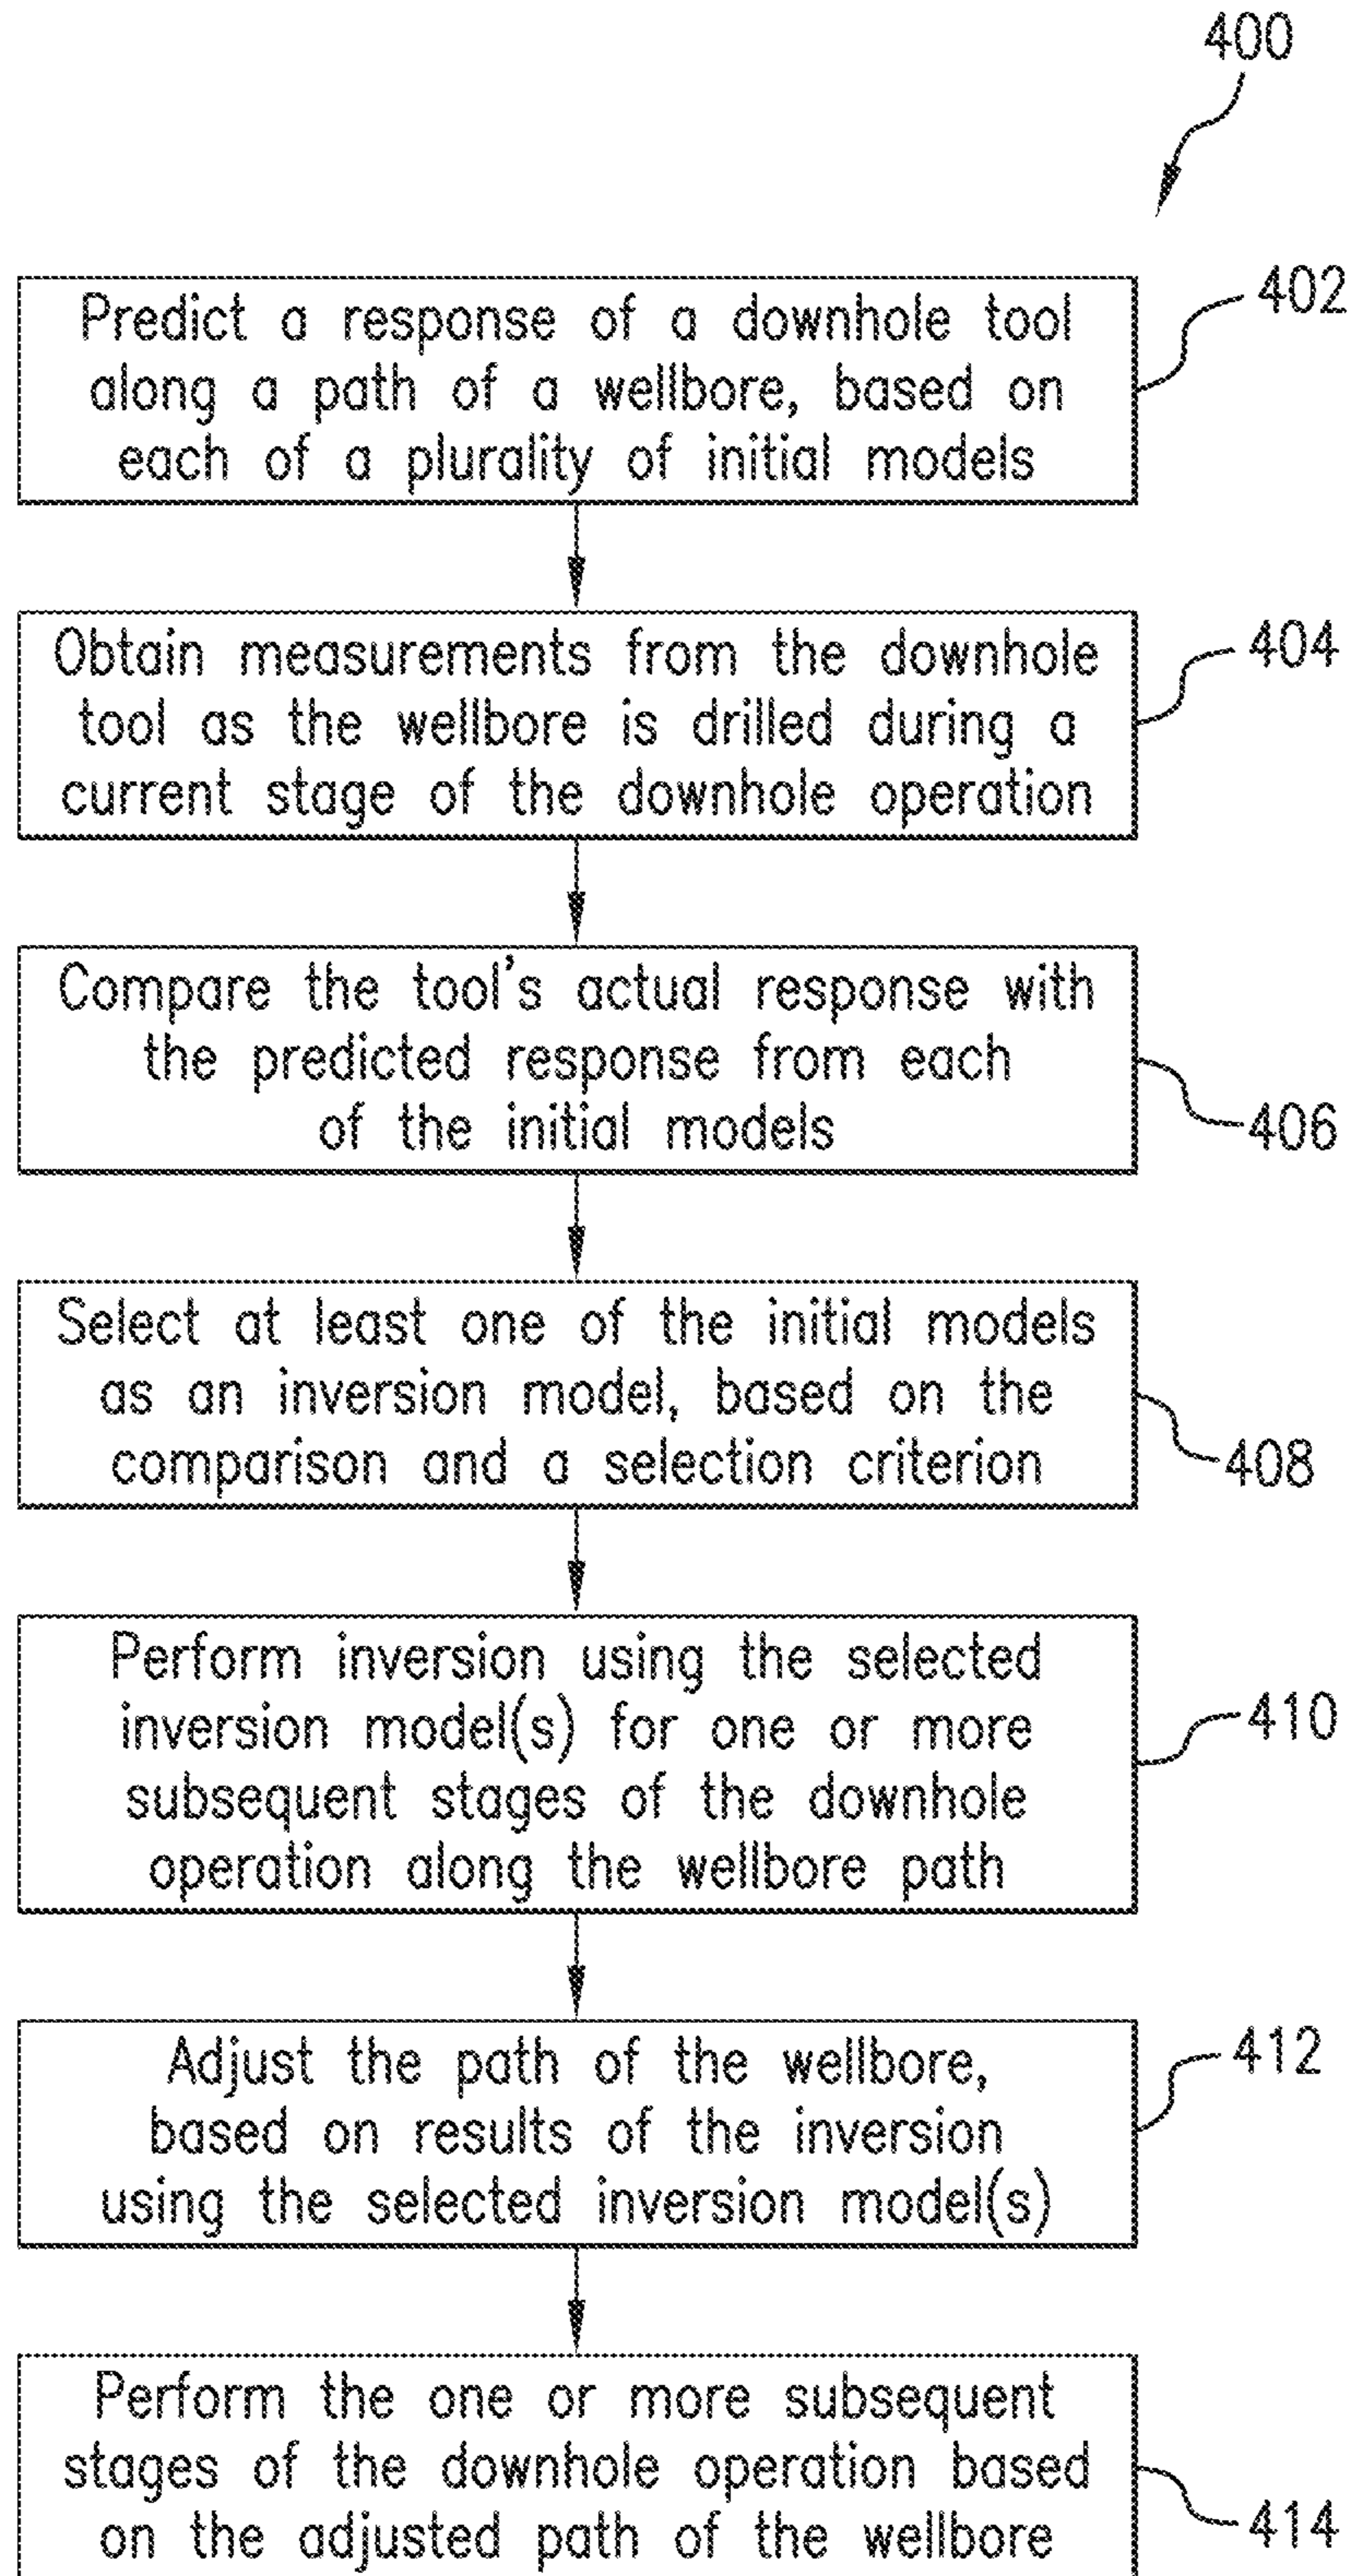 400
Predict a response of a downhole tool
along a path of a wellbore, based on
each of a plurality of initial models
402
Obtain measurements from the downhole
tool as the wellbore is drilled during a
current stage of the downhole operation
404
Compare the tool's actual response with
the predicted response from each
of the initial models
406
Select at least one of the initial models
as an inversion model, based on the
comparison and a selection criterion
408
Perform inversion using the selected
inversion model(s) for one or more
subsequent stages of the downhole
operation along the wellbore path
410
Adjust the path of the wellbore,
based on results of the inversion
using the selected inversion model(s)
412
Perform the one or more subsequent
stages of the downhole operation based
on the adjusted path of the wellbore
414